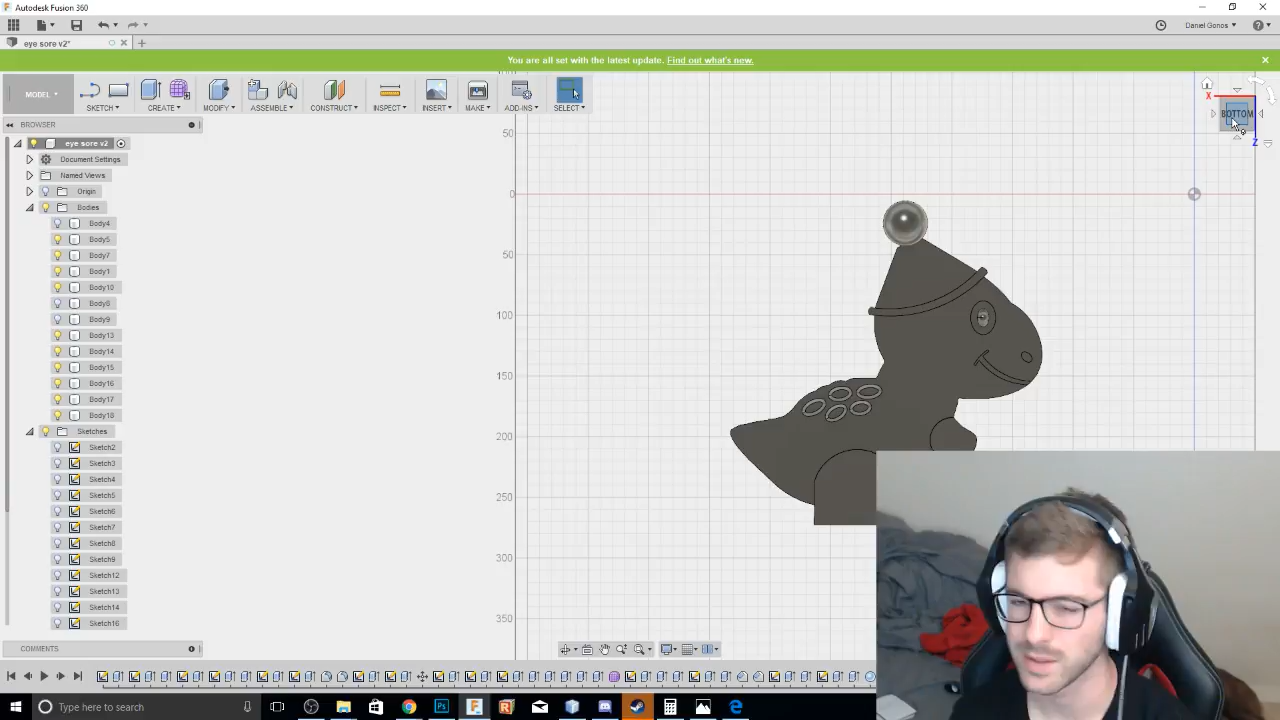 Autodesk Fusion 360
Daniel Gonos
eye sore v2*
You are all set with the latest update. Find out what's new.
MODEL
SKETCH
CREATE
MODIFY
ASSEMBLE
CONSTRUCT
INSPECT
INSERT
MAKE
ADD-INS
SELECT
BROWSER
eye sore v2
Document Settings
Named Views
Origin
Bodies
Body4
Body5
Body7
Body1
Body10
Body8
Body9
Body13
Body14
Body15
Body16
Body17
Body18
Sketches
Sketch2
Sketch3
Sketch4
Sketch5
Sketch6
Sketch7
Sketch8
Sketch9
Sketch12
Sketch13
Sketch14
Sketch16
50
0
50
100
150
200
250
300
350
X
BOTTOM
Z
COMMENTS
Type here to search